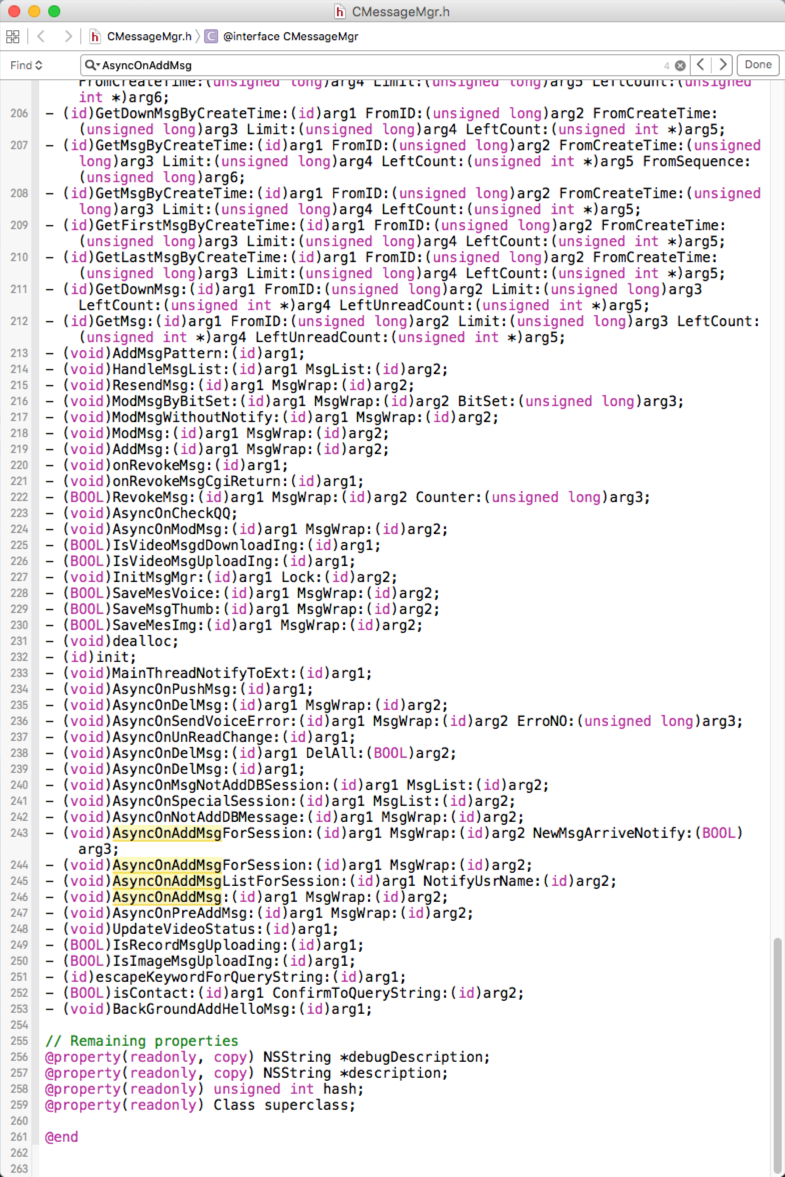 CMessageMgr.h
CMessageMgr.h @interface CMessageMgr
Find AsyncOnAddMsg 4 Done
FromCreateTime:(unsigned long)arg4 Limit:(unsigned long)arg5 LeftCount:(unsigned
int *)arg6;
206 - (id)GetDownMsgByCreateTime:(id)arg1 FromID:(unsigned long)arg2 FromCreateTime:
(unsigned long)arg3 Limit:(unsigned long)arg4 LeftCount:(unsigned int *)arg5;
207 - (id)GetMsgByCreateTime:(id)arg1 FromID:(unsigned long)arg2 FromCreateTime:(unsigned
long)arg3 Limit:(unsigned long)arg4 LeftCount:(unsigned int *)arg5 FromSequence:
(unsigned long)arg6;
208 - (id)GetMsgByCreateTime:(id)arg1 FromID:(unsigned long)arg2 FromCreateTime:(unsigned
long)arg3 Limit:(unsigned long)arg4 LeftCount:(unsigned int *)arg5;
209 - (id)GetFirstMsgByCreateTime:(id)arg1 FromID:(unsigned long)arg2 FromCreateTime:
(unsigned long)arg3 Limit:(unsigned long)arg4 LeftCount:(unsigned int *)arg5;
210 - (id)GetLastMsgByCreateTime:(id)arg1 FromID:(unsigned long)arg2 FromCreateTime:
(unsigned long)arg3 Limit:(unsigned long)arg4 LeftCount:(unsigned int *)arg5;
211 - (id)GetDownMsg:(id)arg1 FromID:(unsigned long)arg2 Limit:(unsigned long)arg3
LeftCount:(unsigned int *)arg4 LeftUnreadCount:(unsigned int *)arg5;
212 - (id)GetMsg:(id)arg1 FromID:(unsigned long)arg2 Limit:(unsigned long)arg3 LeftCount:
(unsigned int *)arg4 LeftUnreadCount:(unsigned int *)arg5;
213 - (void)AddMsgPattern:(id)arg1;
214 - (void)HandleMsgList:(id)arg1 MsgList:(id)arg2;
215 - (void)ResendMsg:(id)arg1 MsgWrap:(id)arg2;
216 - (void)ModMsgByBitSet:(id)arg1 MsgWrap:(id)arg2 BitSet:(unsigned long)arg3;
217 - (void)ModMsgWithoutNotify:(id)arg1 MsgWrap:(id)arg2;
218 - (void)ModMsg:(id)arg1 MsgWrap:(id)arg2;
219 - (void)AddMsg:(id)arg1 MsgWrap:(id)arg2;
220 - (void)onRevokeMsg:(id)arg1;
221 - (void)onRevokeMsgCgiReturn:(id)arg1;
222 - (BOOL)RevokeMsg:(id)arg1 MsgWrap:(id)arg2 Counter:(unsigned long)arg3;
223 - (void)AsyncOnCheckQQ;
224 - (void)AsyncOnModMsg:(id)arg1 MsgWrap:(id)arg2;
225 - (BOOL)IsVideoMsgdDownloadIng:(id)arg1;
226 - (BOOL)IsVideoMsgUploadIng:(id)arg1;
227 - (void)InitMsgMgr:(id)arg1 Lock:(id)arg2;
228 - (BOOL)SaveMesVoice:(id)arg1 MsgWrap:(id)arg2;
229 - (BOOL)SaveMsgThumb:(id)arg1 MsgWrap:(id)arg2;
230 - (BOOL)SaveMesImg:(id)arg1 MsgWrap:(id)arg2;
231 - (void)dealloc;
232 - (id)init;
233 - (void)MainThreadNotifyToExt:(id)arg1;
234 - (void)AsyncOnPushMsg:(id)arg1;
235 - (void)AsyncOnDelMsg:(id)arg1 MsgWrap:(id)arg2;
236 - (void)AsyncOnSendVoiceError:(id)arg1 MsgWrap:(id)arg2 ErroNO:(unsigned long)arg3;
237 - (void)AsyncOnUnReadChange:(id)arg1;
238 - (void)AsyncOnDelMsg:(id)arg1 DelAll:(BOOL)arg2;
239 - (void)AsyncOnDelMsg:(id)arg1;
240 - (void)AsyncOnMsgNotAddDBSession:(id)arg1 MsgList:(id)arg2;
241 - (void)AsyncOnSpecialSession:(id)arg1 MsgList:(id)arg2;
242 - (void)AsyncOnNotAddDBMessage:(id)arg1 MsgWrap:(id)arg2;
243 - (void)AsyncOnAddMsgForSession:(id)arg1 MsgWrap:(id)arg2 NewMsgArriveNotify:(BOOL)
arg3;
244 - (void)AsyncOnAddMsgForSession:(id)arg1 MsgWrap:(id)arg2;
245 - (void)AsyncOnAddMsgListForSession:(id)arg1 NotifyUsrName:(id)arg2;
246 - (void)AsyncOnAddMsg:(id)arg1 MsgWrap:(id)arg2;
247 - (void)AsyncOnPreAddMsg:(id)arg1 MsgWrap:(id)arg2;
248 - (void)UpdateVideoStatus:(id)arg1;
249 - (BOOL)IsRecordMsgUploading:(id)arg1;
250 - (BOOL)IsImageMsgUploadIng:(id)arg1;
251 - (id)escapeKeywordForQueryString:(id)arg1;
252 - (BOOL)isContact:(id)arg1 ConfirmToQueryString:(id)arg2;
253 - (void)BackGroundAddHelloMsg:(id)arg1;
254
255 // Remaining properties
256 @property(readonly, copy) NSString *debugDescription;
257 @property(readonly, copy) NSString *description;
258 @property(readonly) unsigned int hash;
259 @property(readonly) Class superclass;
260
261 @end
262
263